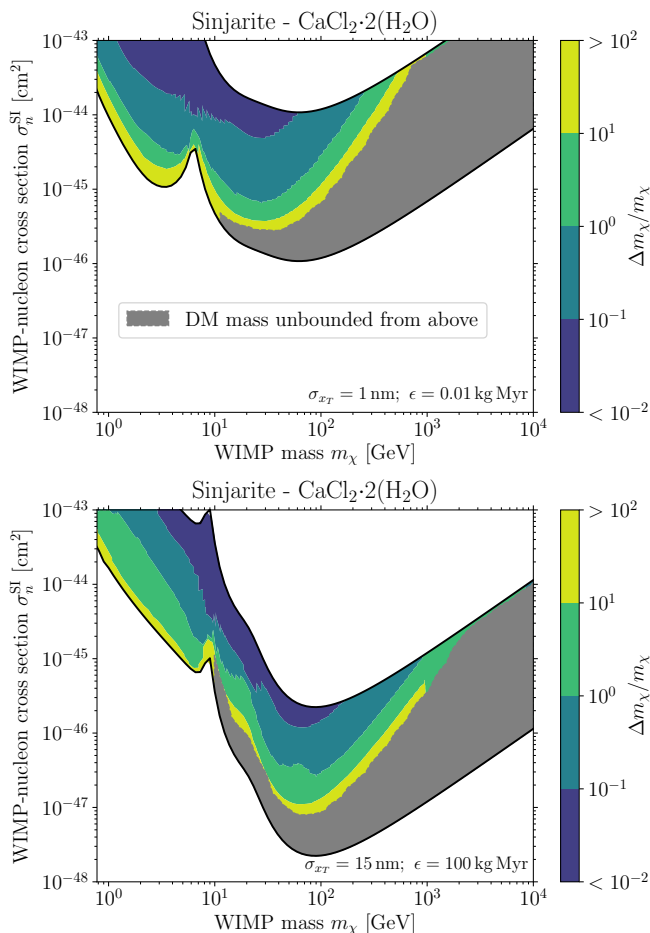 Sinjarite - CaCl₂·2(H₂O)
WIMP-nucleon cross section σₙ^SI [cm²]
10⁻⁴³
10⁻⁴⁴
10⁻⁴⁵
10⁻⁴⁶
10⁻⁴⁷
10⁻⁴⁸
DM mass unbounded from above
σ_{x_T} = 1 nm; ϵ = 0.01 kg Myr
10⁰ 10¹ 10² 10³ 10⁴
WIMP mass m_χ [GeV]
> 10²
10¹
10⁰
10⁻¹
< 10⁻²
Δm_χ/m_χ
Sinjarite - CaCl₂·2(H₂O)
WIMP-nucleon cross section σₙ^SI [cm²]
10⁻⁴³
10⁻⁴⁴
10⁻⁴⁵
10⁻⁴⁶
10⁻⁴⁷
10⁻⁴⁸
σ_{x_T} = 15 nm; ϵ = 100 kg Myr
10⁰ 10¹ 10² 10³ 10⁴
WIMP mass m_χ [GeV]
> 10²
10¹
10⁰
10⁻¹
< 10⁻²
Δm_χ/m_χ